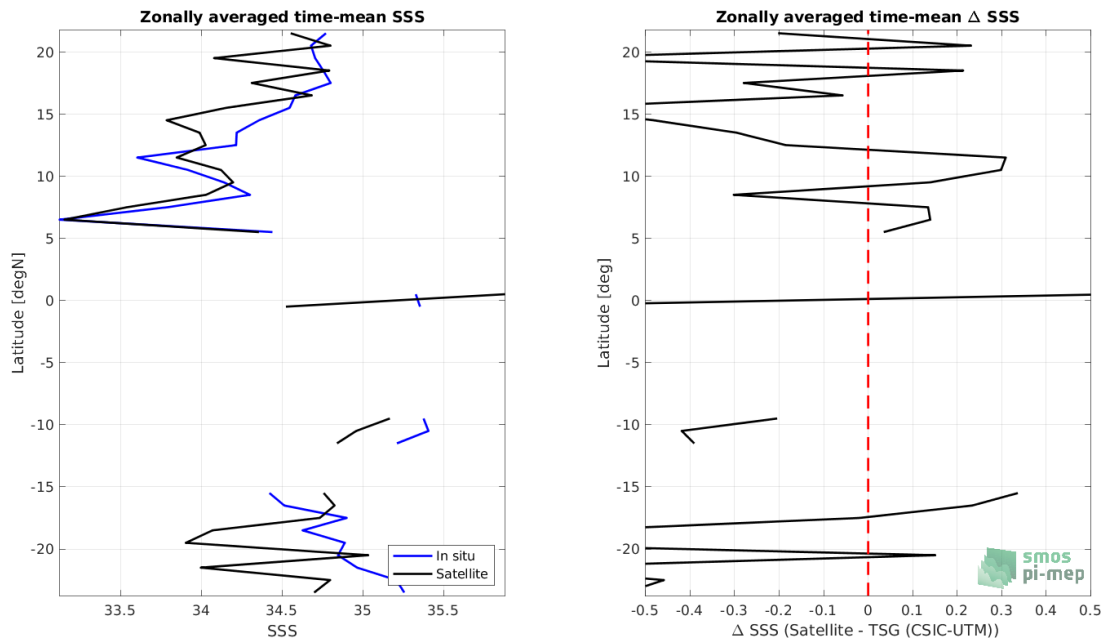 Zonally averaged time-mean SSS
20
15
10
5
0
-5
-10
-15
-20
Latitude [degN]
33.5 34 34.5 35 35.5
SSS
In situ
Satellite
Zonally averaged time-mean Δ SSS
20
15
10
5
0
-5
-10
-15
-20
Latitude [deg]
-0.5 -0.4 -0.3 -0.2 -0.1 0 0.1 0.2 0.3 0.4 0.5
Δ SSS (Satellite - TSG (CSIC-UTM))
smos
pi-mep